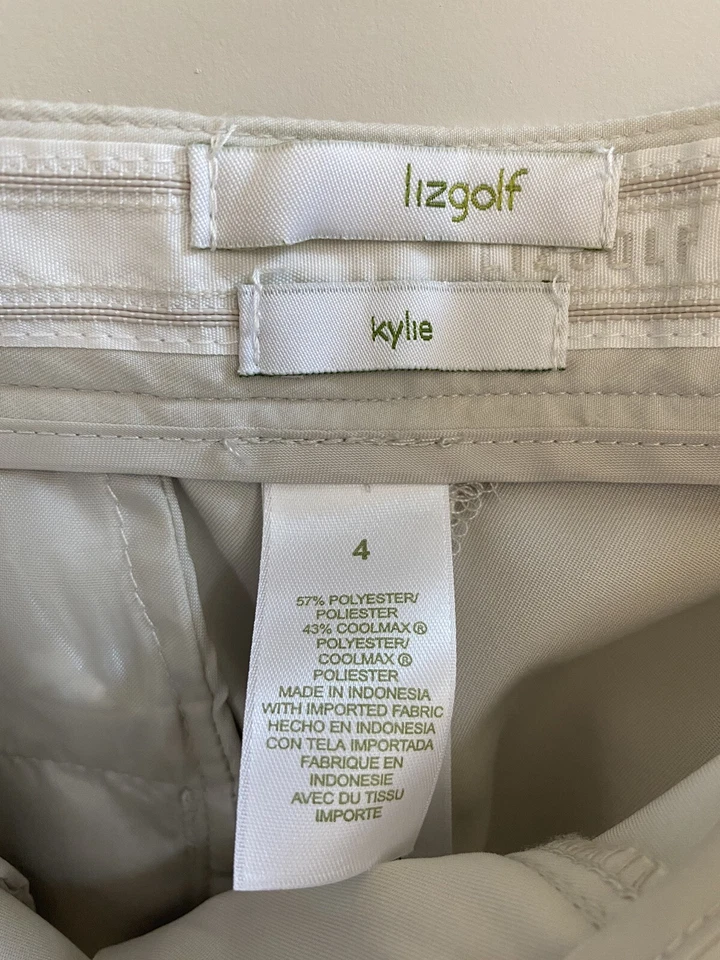 lizgolf
LIZGOLF
kylie
4
57% POLYESTER/
POLIESTER
43% COOLMAX®
POLYESTER/
COOLMAX®
POLIESTER
MADE IN INDONESIA
WITH IMPORTED FABRIC
HECHO EN INDONESIA
CON TELA IMPORTADA
FABRIQUE EN
INDONESIE
AVEC DU TISSU
IMPORTE